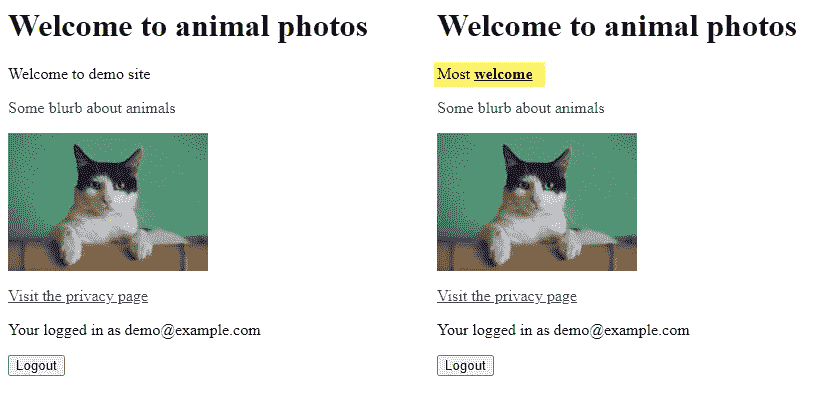 Welcome to animal photos
Welcome to demo site
Some blurb about animals
Visit the privacy page
Your logged in as demo@example.com
Logout
Welcome to animal photos
Most welcome
Some blurb about animals
Visit the privacy page
Your logged in as demo@example.com
Logout